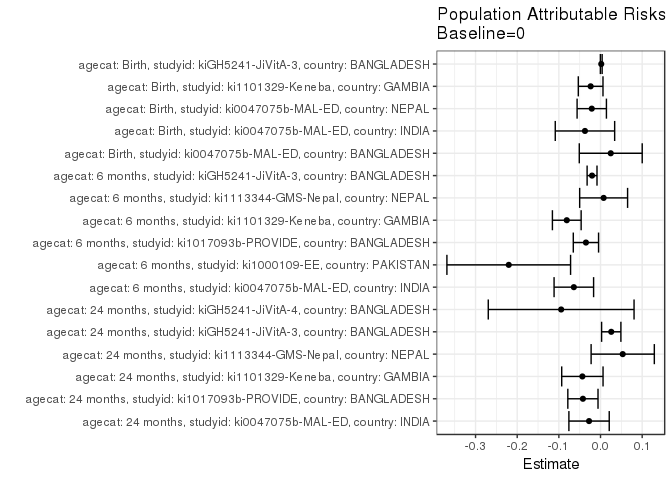 Population Attributable Risks
Baseline=0
agecat: Birth, studyid: kiGH5241-JiVitA-3, country: BANGLADESH
agecat: Birth, studyid: ki1101329-Keneba, country: GAMBIA
agecat: Birth, studyid: ki0047075b-MAL-ED, country: NEPAL
agecat: Birth, studyid: ki0047075b-MAL-ED, country: INDIA
agecat: Birth, studyid: ki0047075b-MAL-ED, country: BANGLADESH
agecat: 6 months, studyid: kiGH5241-JiVitA-3, country: BANGLADESH
agecat: 6 months, studyid: ki1113344-GMS-Nepal, country: NEPAL
agecat: 6 months, studyid: ki1101329-Keneba, country: GAMBIA
agecat: 6 months, studyid: ki1017093b-PROVIDE, country: BANGLADESH
agecat: 6 months, studyid: ki1000109-EE, country: PAKISTAN
agecat: 6 months, studyid: ki0047075b-MAL-ED, country: INDIA
agecat: 24 months, studyid: kiGH5241-JiVitA-4, country: BANGLADESH
agecat: 24 months, studyid: kiGH5241-JiVitA-3, country: BANGLADESH
agecat: 24 months, studyid: ki1113344-GMS-Nepal, country: NEPAL
agecat: 24 months, studyid: ki1101329-Keneba, country: GAMBIA
agecat: 24 months, studyid: ki1017093b-PROVIDE, country: BANGLADESH
agecat: 24 months, studyid: ki0047075b-MAL-ED, country: INDIA
-0.3 -0.2 -0.1 0.0 0.1
Estimate